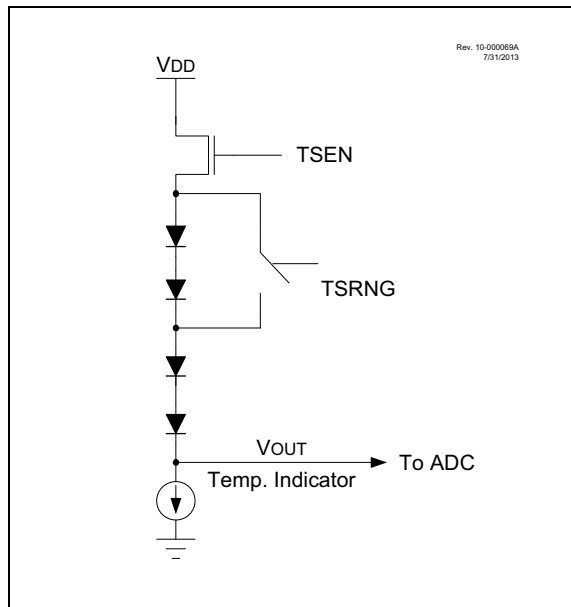 Rev. 10-000069A
7/31/2013
VDD
TSEN
TSRNG
VOUT
To ADC
Temp. Indicator